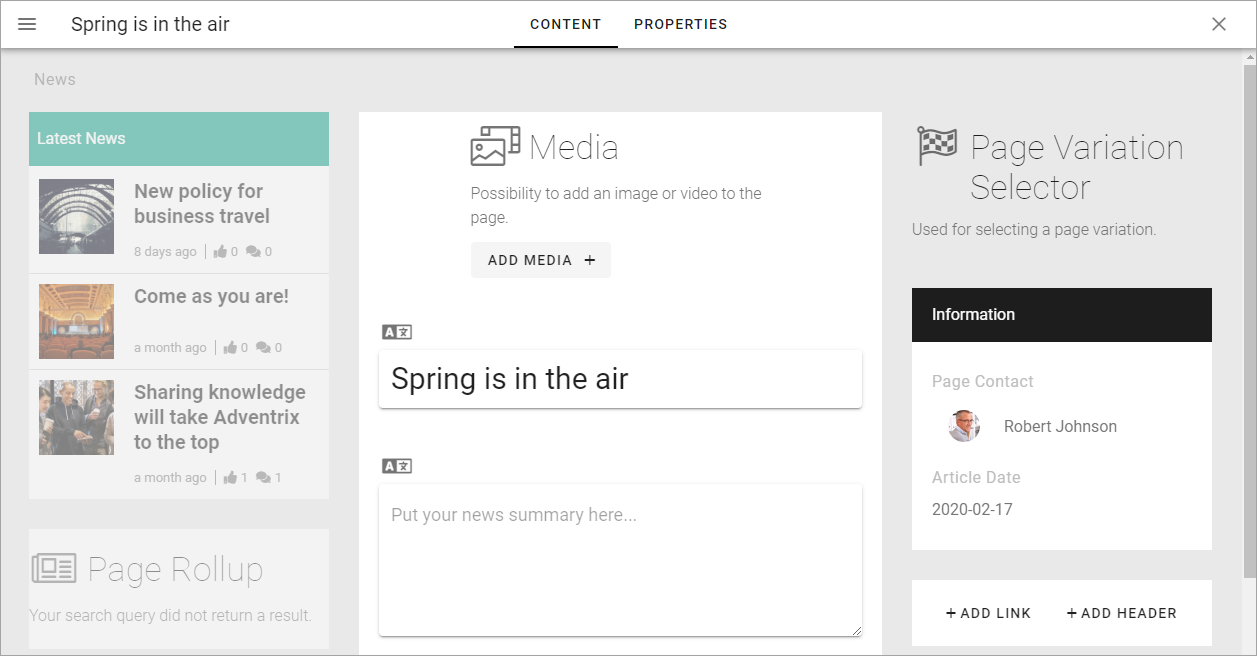 Spring is in the air
CONTENT
PROPERTIES
News
Latest News
New policy for
business travel
8 days ago
0
0
Come as you are!
a month ago
0
0
Sharing knowledge
will take Adventrix
to the top
a month ago
1
1
Page Rollup
Your search query did not return a result.
Media
Possibility to add an image or video to the
page.
ADD MEDIA +
A 文
Spring is in the air
A 文
Put your news summary here...
Page Variation
Selector
Used for selecting a page variation.
Information
Page Contact
Robert Johnson
Article Date
2020-02-17
+ ADD LINK
+ ADD HEADER